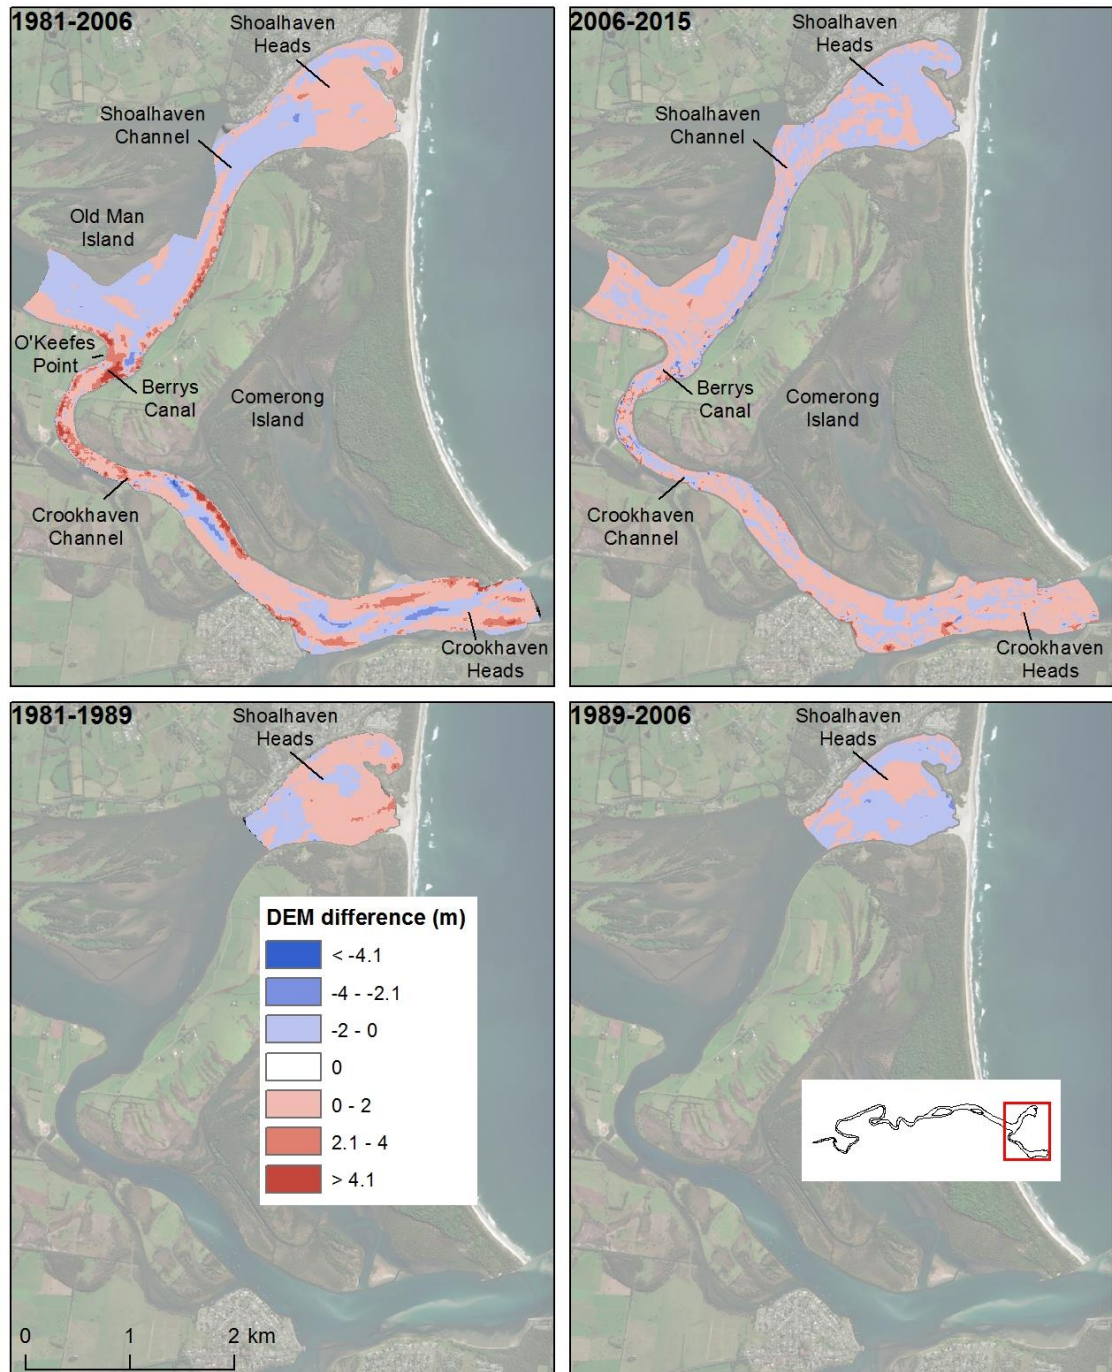 1981-2006
Shoalhaven
Heads
Shoalhaven
Channel
Old Man
Island
O'Keefes
Point
Berrys
Canal
Comerong
Island
Crookhaven
Channel
Crookhaven
Heads
2006-2015
Shoalhaven
Heads
Shoalhaven
Channel
Berrys
Canal
Comerong
Island
Crookhaven
Channel
Crookhaven
Heads
1981-1989
Shoalhaven
Heads
DEM difference (m)
< -4.1
-4 - -2.1
-2 - 0
0
0 - 2
2.1 - 4
> 4.1
0 1 2 km
1989-2006
Shoalhaven
Heads